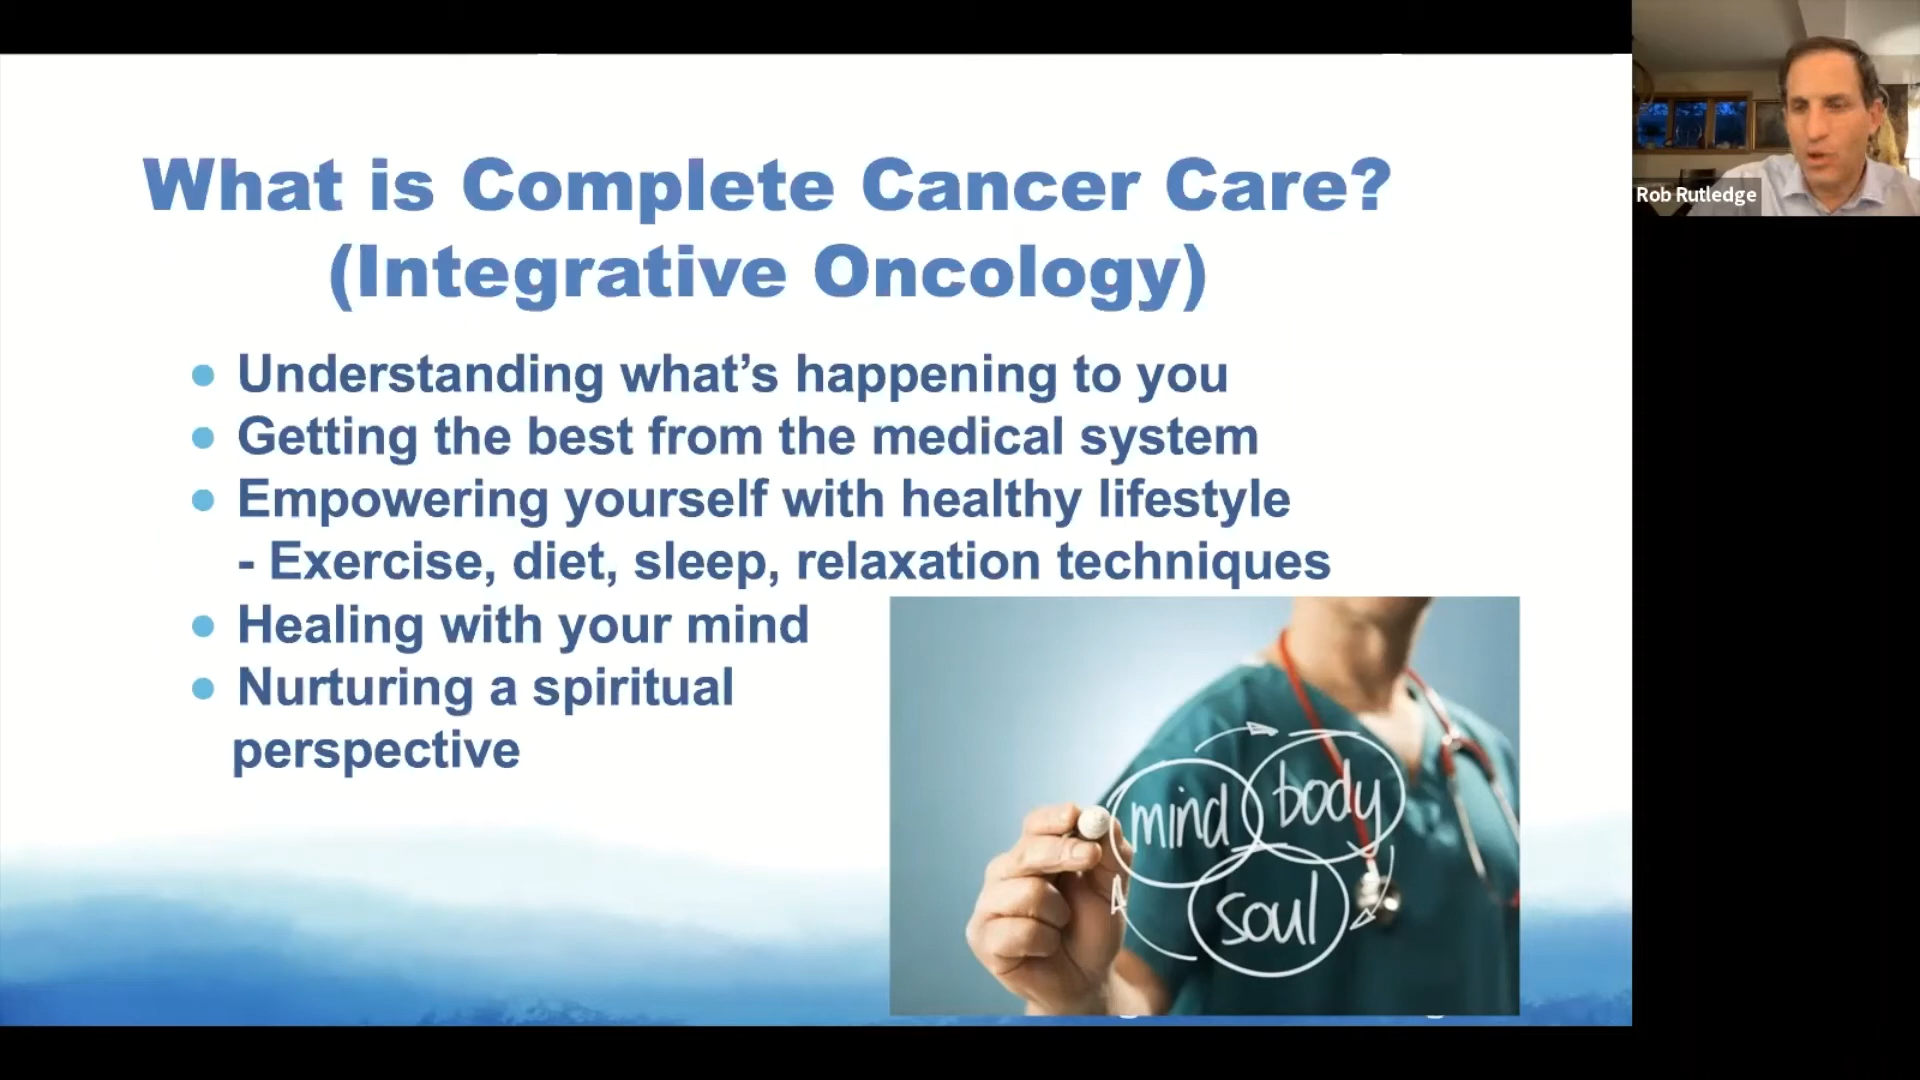 What is Complete Cancer Care?
(Integrative Oncology)
Rob Rutledge
● Understanding what’s happening to you
● Getting the best from the medical system
● Empowering yourself with healthy lifestyle
- Exercise, diet, sleep, relaxation techniques
● Healing with your mind
● Nurturing a spiritual
perspective
mind
body
soul